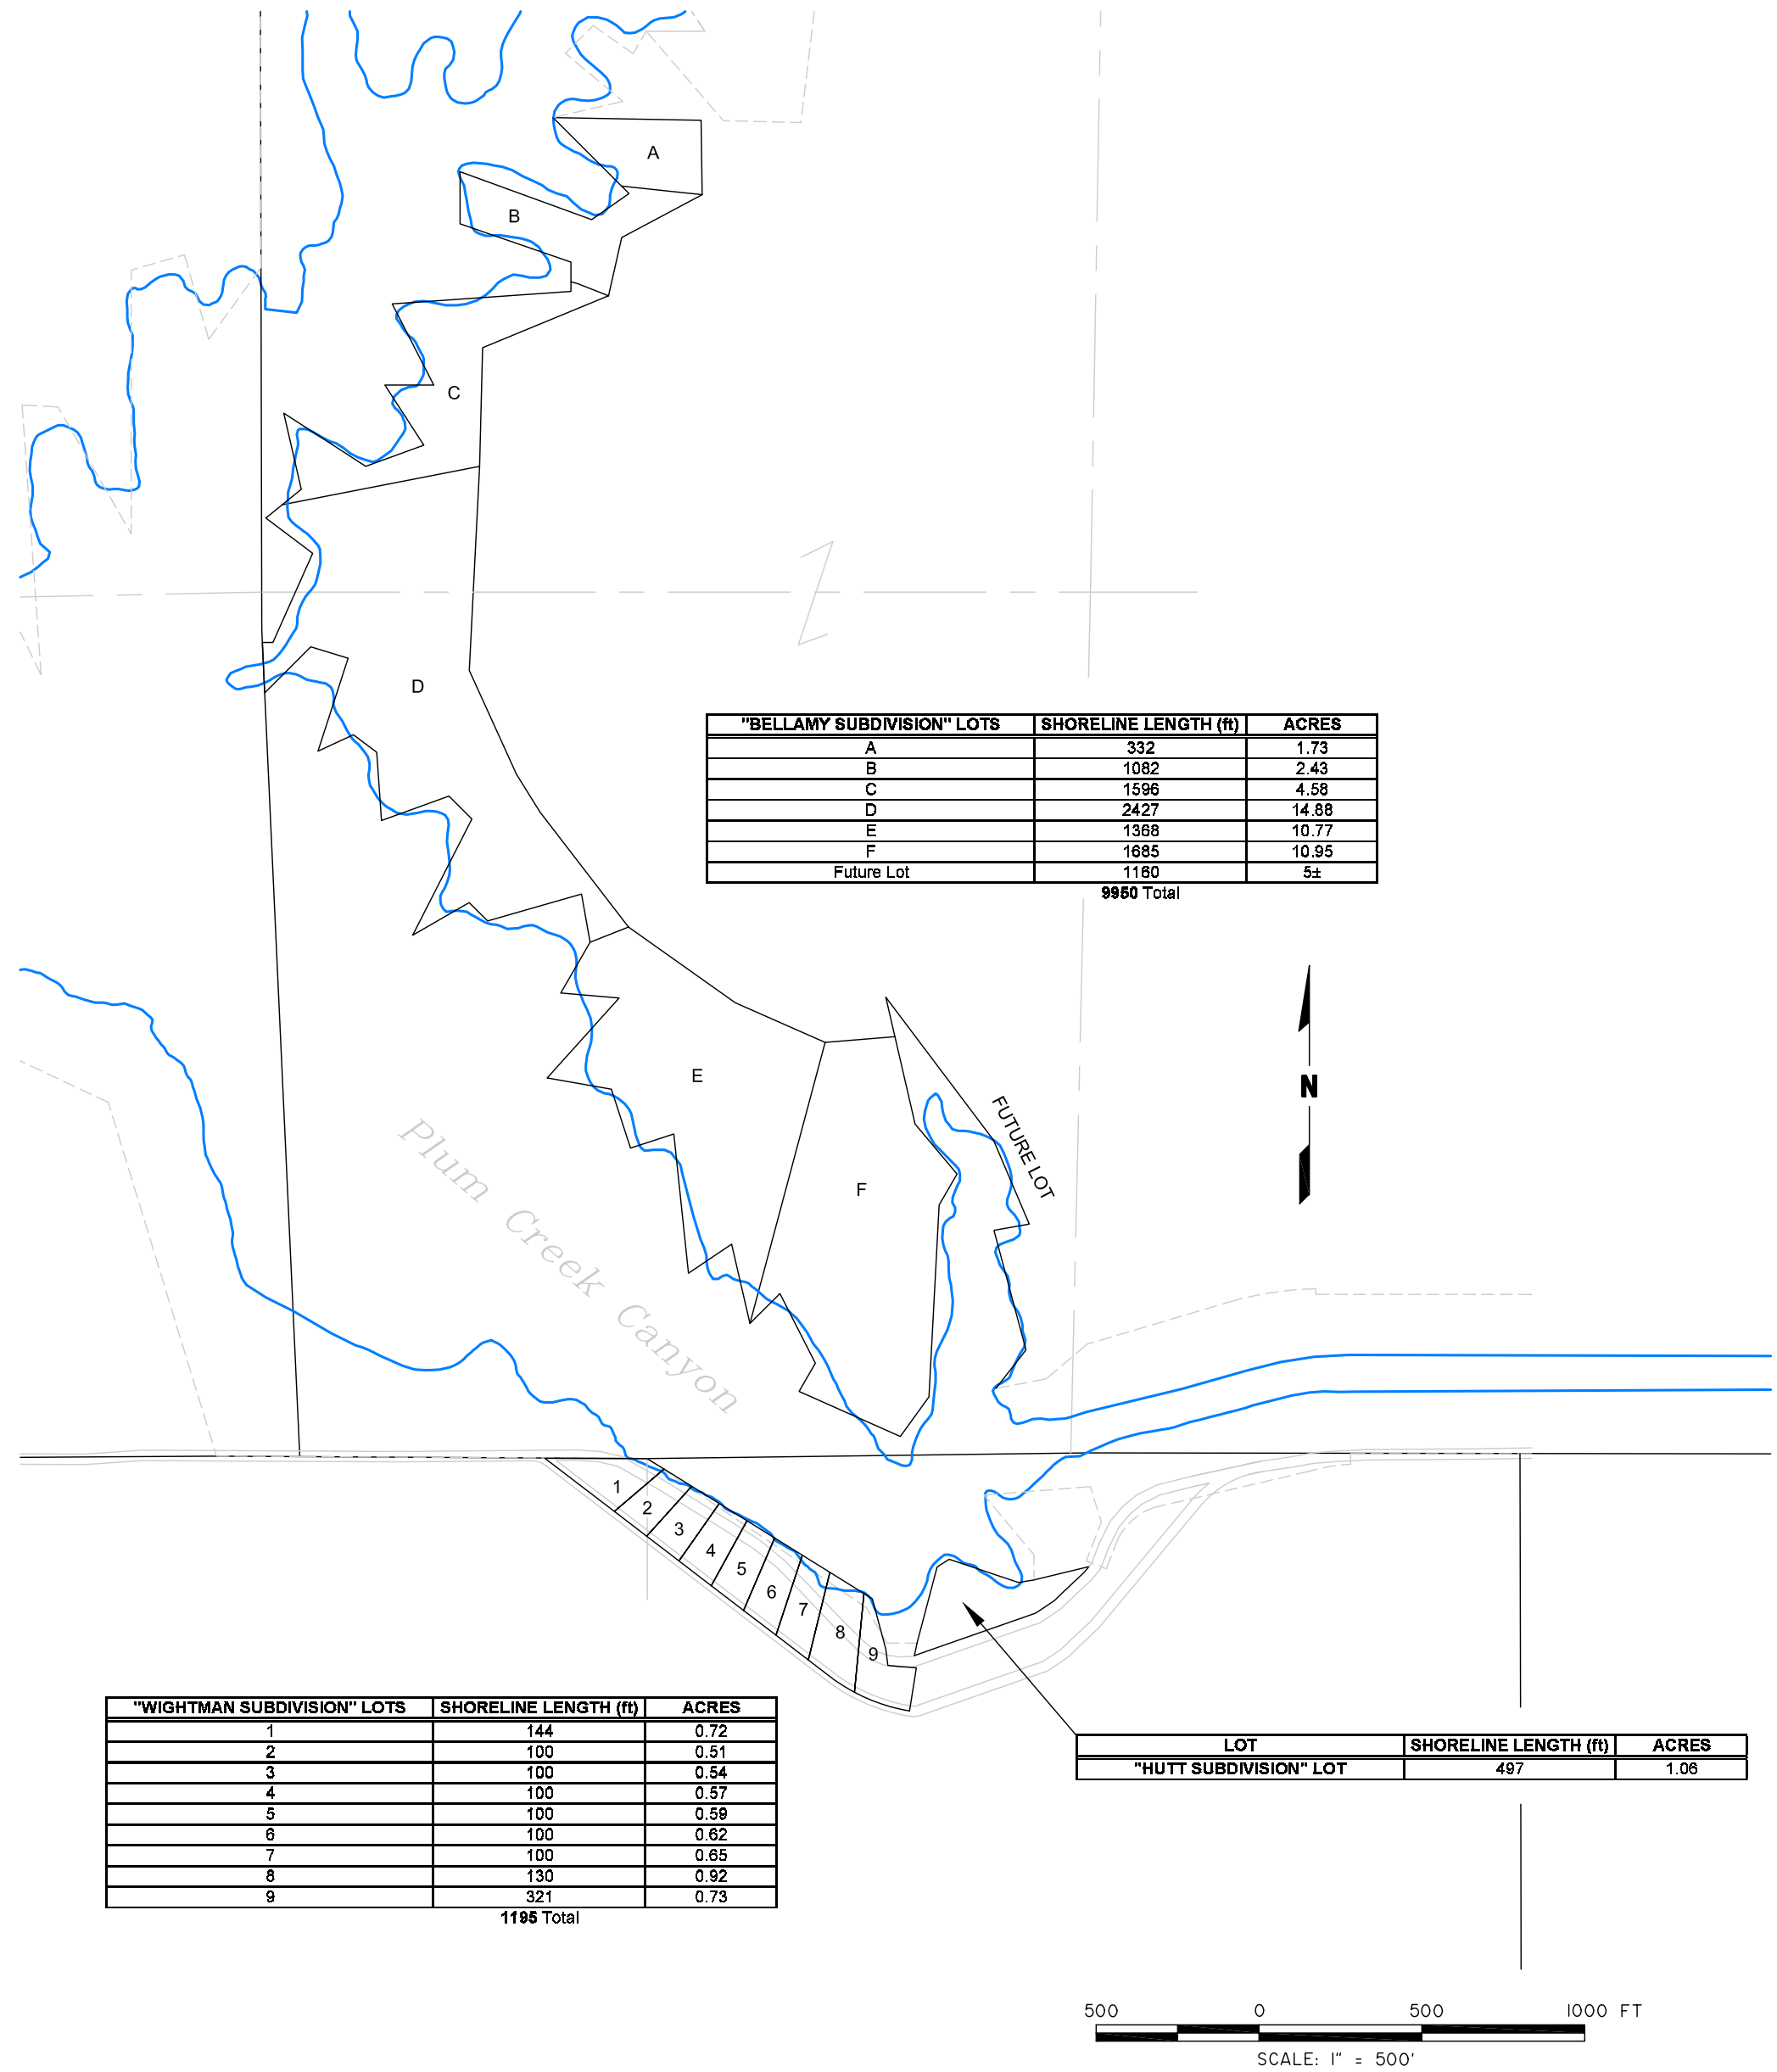 A
B
C
D
"BELLAMY SUBDIVISION" LOTS SHORELINE LENGTH (ft) ACRES
A 332 1.73
B 1082 2.43
C 1596 4.58
D 2427 14.88
E 1368 10.77
F 1685 10.95
Future Lot 1160 5±
9650 Total
N
E
F
FUTURE LOT
Plum Creek Canyon
1
2
3
4
5
6
7
8
9
"WIGHTMAN SUBDIVISION" LOTS SHORELINE LENGTH (ft) ACRES
1 144 0.72
2 100 0.51
3 100 0.54
4 100 0.57
5 100 0.59
6 100 0.62
7 100 0.65
8 130 0.92
9 321 0.73
1195 Total
LOT SHORELINE LENGTH (ft) ACRES
"HUTT SUBDIVISION" LOT 497 1.06
500 0 500 1000 FT
SCALE: 1" = 500'